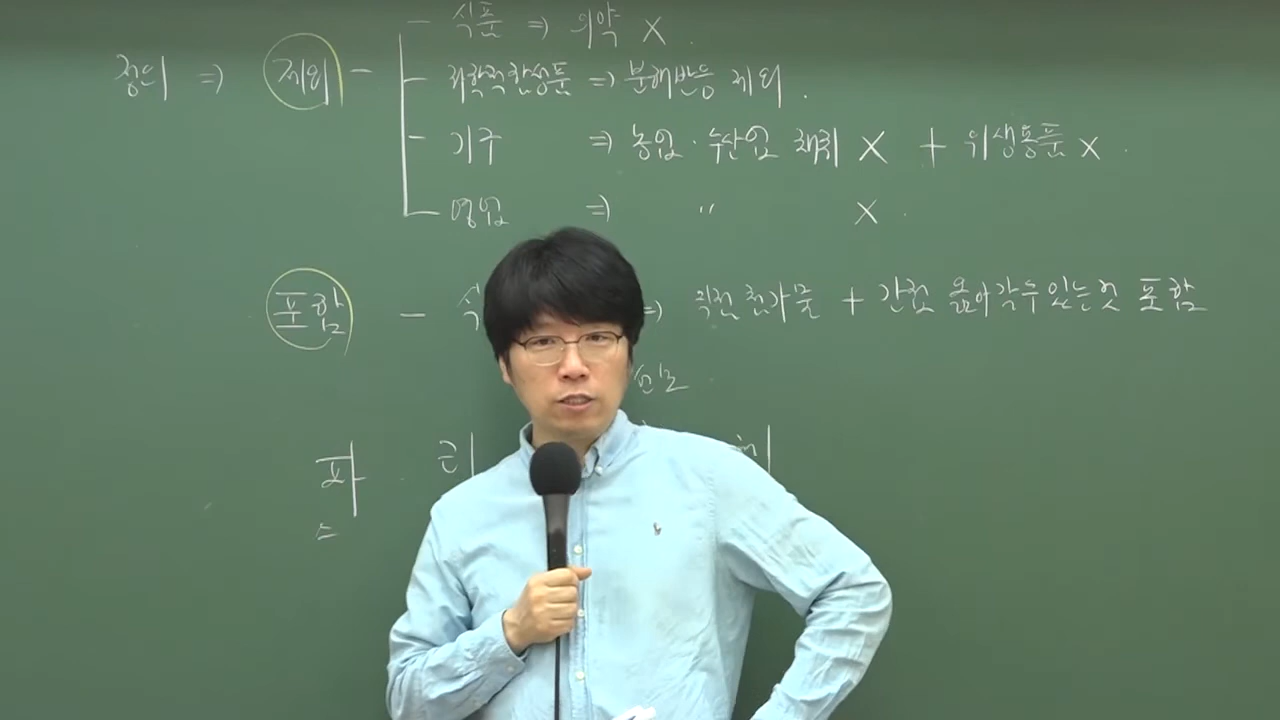 - 식품 ⇒ 의약 X.
정의 ⇒ 제외 - - 화학적합성품 ⇒ 분해반응 제외.
- 기구 ⇒ 농업·수산업 채취 X + 위생용품 X.
영업 ⇒ " X.
포함 - 식 ⇒ 직접 첨가물 + 간접 옮아갈수있는것 포함